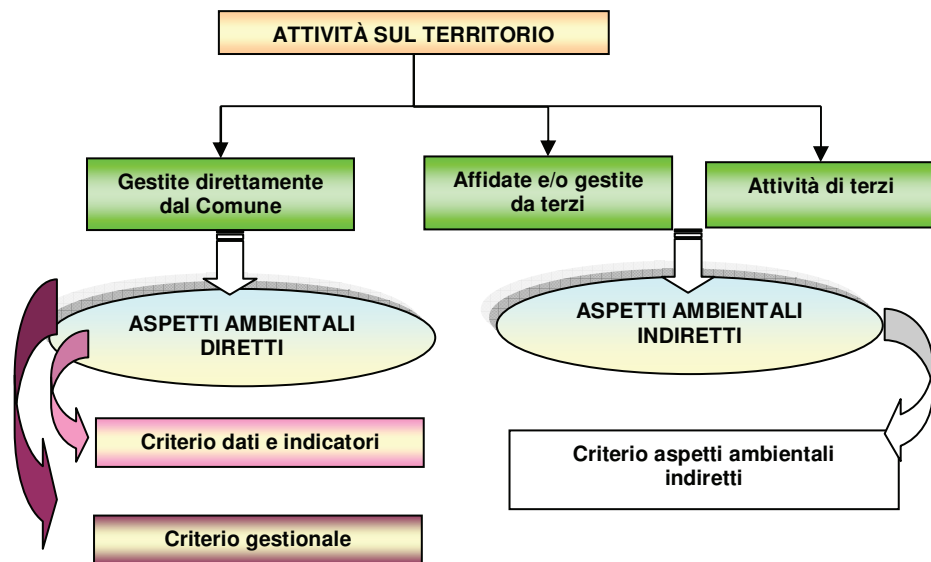 ATTIVITÀ SUL TERRITORIO
Gestite direttamente
dal Comune
Affidate e/o gestite
da terzi
Attività di terzi
ASPETTI AMBIENTALI
DIRETTI
ASPETTI AMBIENTALI
INDIRETTI
Criterio dati e indicatori
Criterio aspetti ambientali
indiretti
Criterio gestionale